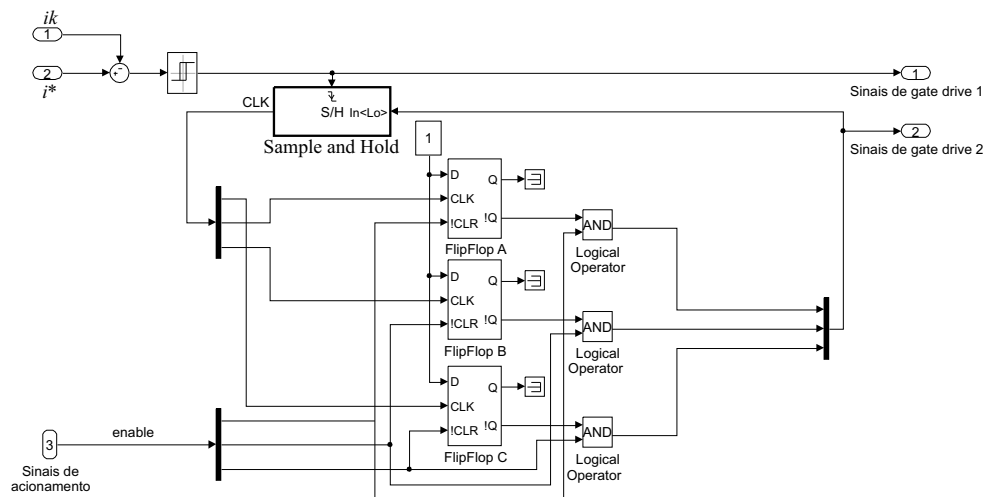 ik
1
2
i*
+
-
CLK
S/H
In<Lo>
Sample and Hold
1
Sinais de gate drive 1
2
Sinais de gate drive 2
1
D
CLK
!CLR
Q
!Q
FlipFlop A
AND
Logical
Operator
D
CLK
!CLR
Q
!Q
FlipFlop B
AND
Logical
Operator
D
CLK
!CLR
Q
!Q
FlipFlop C
AND
Logical
Operator
3
enable
Sinais de
acionamento